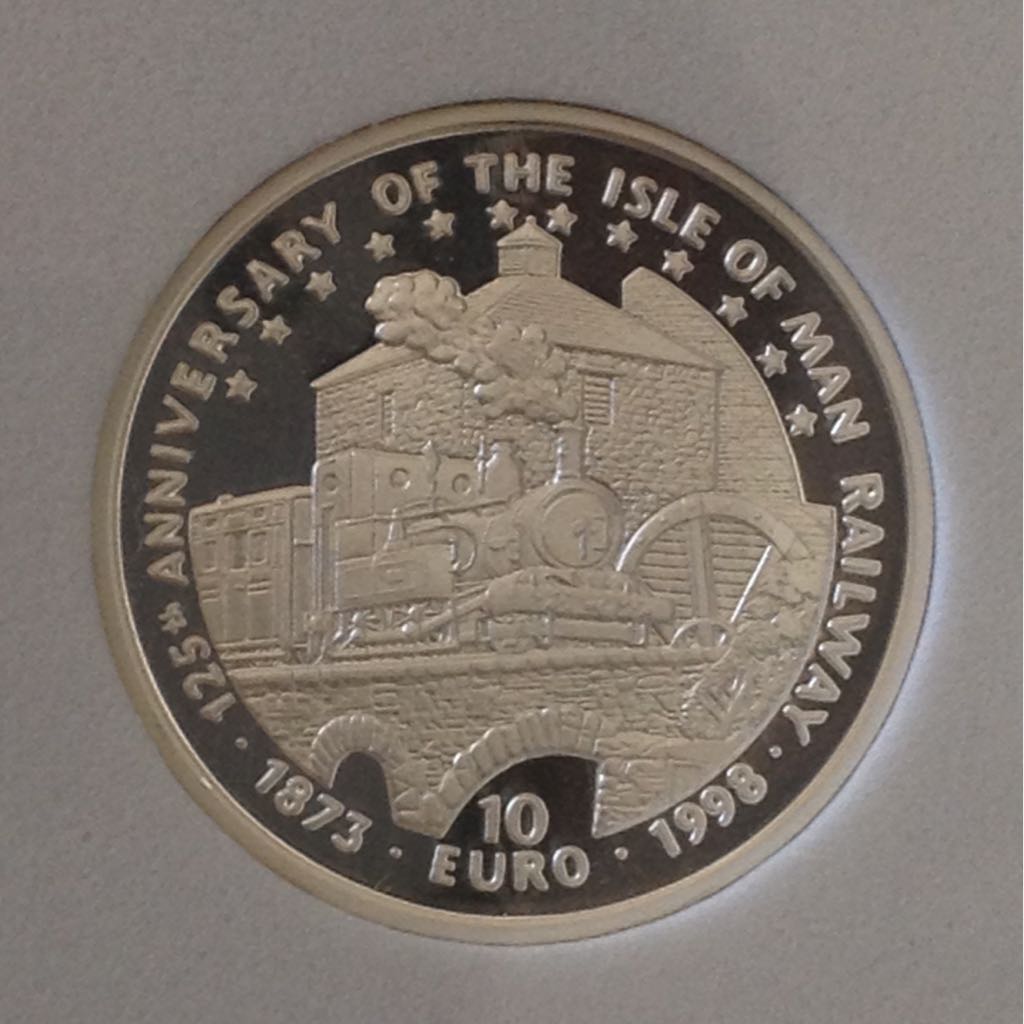 125TH ANNIVERSARY OF THE ISLE OF MAN RAILWAY
· 1873 · 10 EURO · 1998 ·